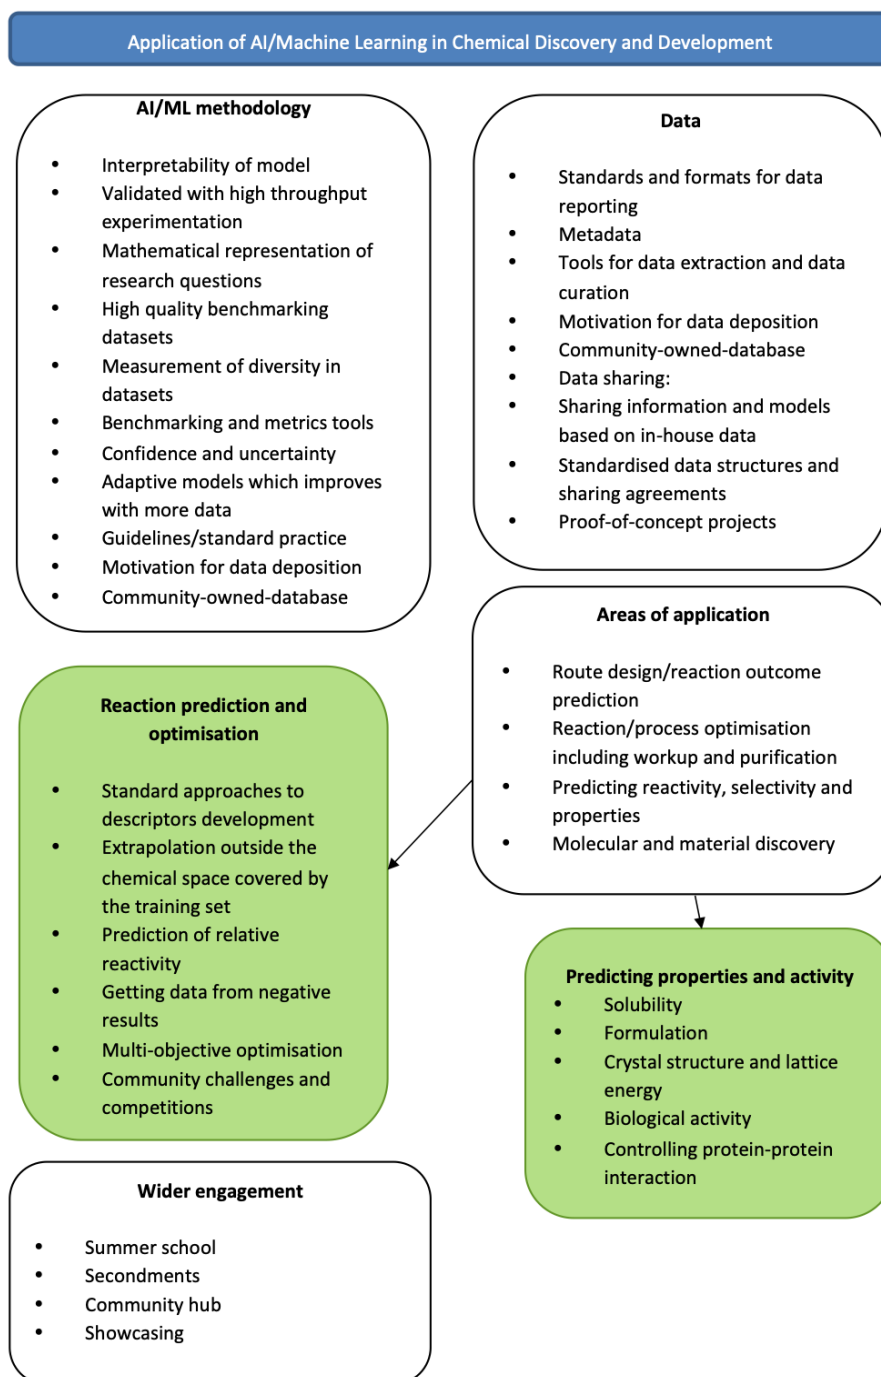 Application of AI/Machine Learning in Chemical Discovery and Development
AI/ML methodology
• Interpretability of model
• Validated with high throughput
experimentation
• Mathematical representation of
research questions
• High quality benchmarking
datasets
• Measurement of diversity in
datasets
• Benchmarking and metrics tools
• Confidence and uncertainty
• Adaptive models which improves
with more data
• Guidelines/standard practice
• Motivation for data deposition
• Community-owned-database
Data
• Standards and formats for data
reporting
• Metadata
• Tools for data extraction and data
curation
• Motivation for data deposition
• Community-owned-database
• Data sharing:
• Sharing information and models
based on in-house data
• Standardised data structures and
sharing agreements
• Proof-of-concept projects
Areas of application
• Route design/reaction outcome
prediction
• Reaction/process optimisation
including workup and purification
• Predicting reactivity, selectivity and
properties
• Molecular and material discovery
Reaction prediction and
optimisation
• Standard approaches to
descriptors development
• Extrapolation outside the
chemical space covered by
the training set
• Prediction of relative
reactivity
• Getting data from negative
results
• Multi-objective optimisation
• Community challenges and
competitions
Predicting properties and activity
• Solubility
• Formulation
• Crystal structure and lattice
energy
• Biological activity
• Controlling protein-protein
interaction
Wider engagement
• Summer school
• Secondments
• Community hub
• Showcasing